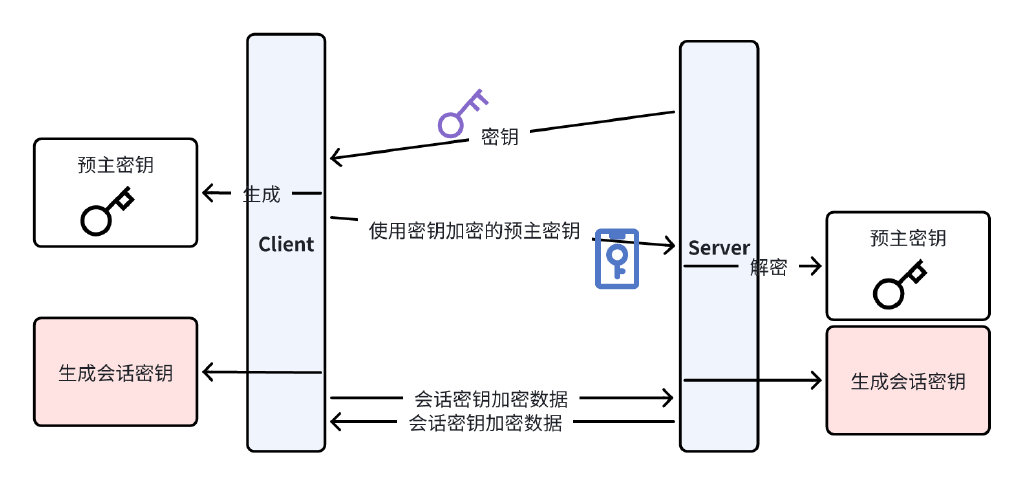 密钥
预主密钥
生成
使用密钥加密的预主密钥
Client
Server
预主密钥
解密
生成会话密钥
生成会话密钥
会话密钥加密数据
会话密钥加密数据